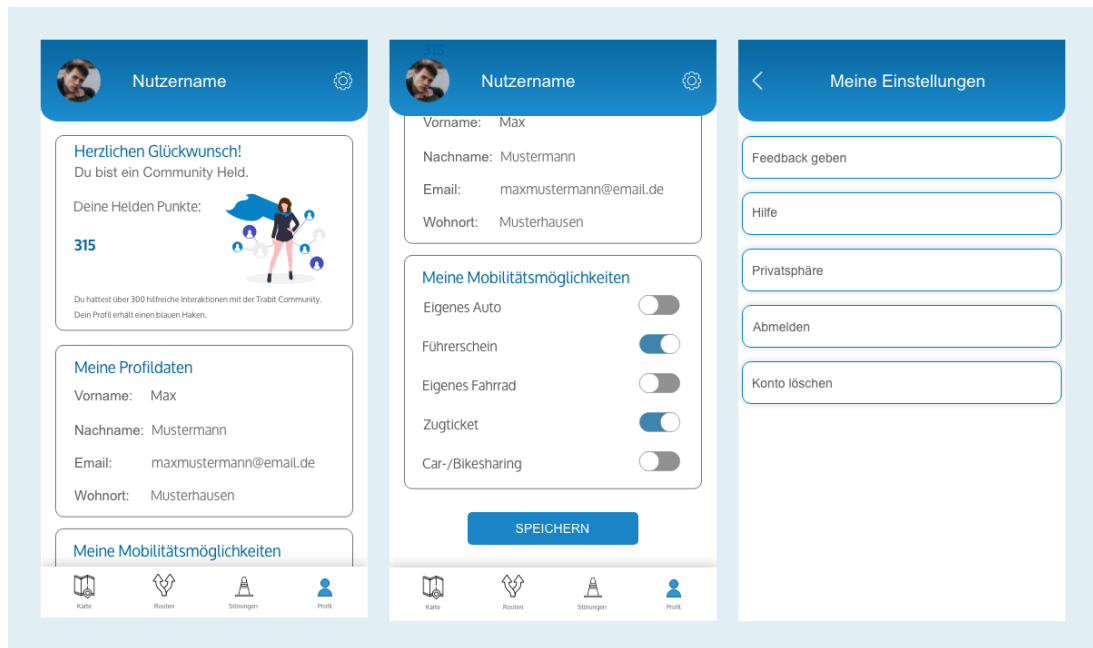 Nutzername
Herzlichen Glückwunsch!
Du bist ein Community Held.
Deine Helden Punkte:
315
Du hattest über 300 hilfreiche Interaktionen mit der Trabit Community.
Dein Profil erhält einen blauen Haken.
Meine Profildaten
Vorname: Max
Nachname: Mustermann
Email: maxmustermann@email.de
Wohnort: Musterhausen
Meine Mobilitätsmöglichkeiten
Karte Routen Störungen Profil
315
Nutzername
Vorname: Max
Nachname: Mustermann
Email: maxmustermann@email.de
Wohnort: Musterhausen
Meine Mobilitätsmöglichkeiten
Eigenes Auto
Führerschein
Eigenes Fahrrad
Zugticket
Car-/Bikesharing
SPEICHERN
Karte Routen Störungen Profil
Meine Einstellungen
Feedback geben
Hilfe
Privatsphäre
Abmelden
Konto löschen